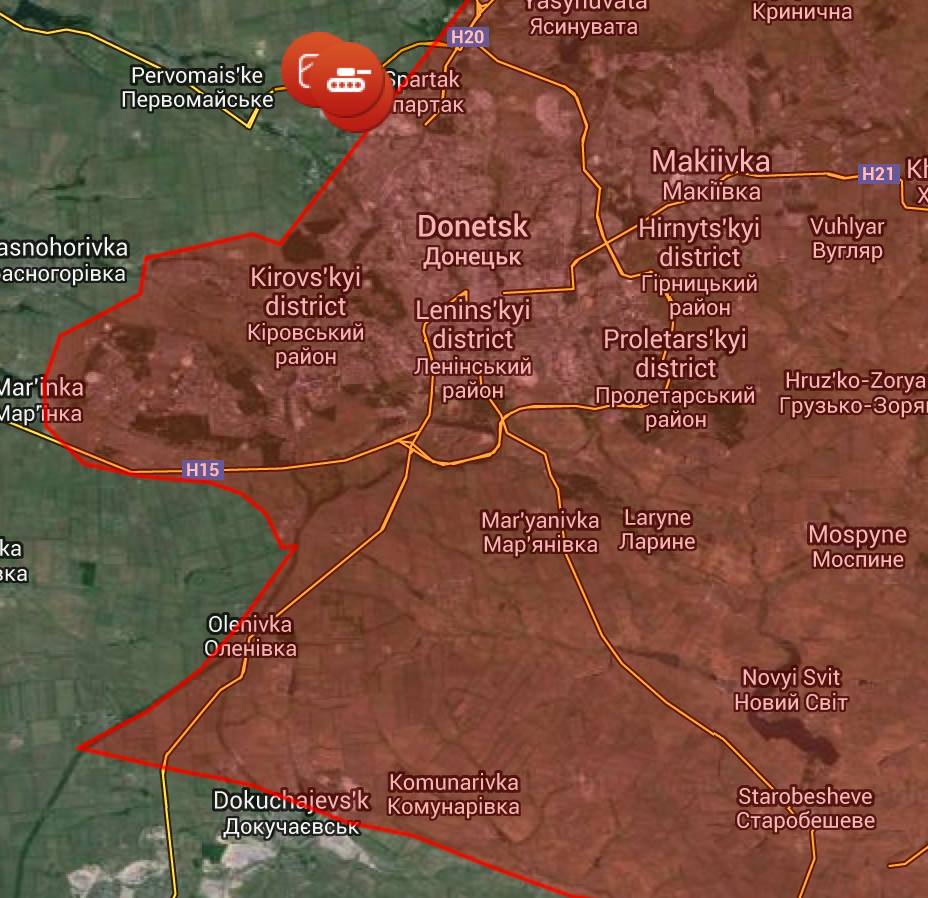 Yasynuvata
Ясинувата
Кринична
H20
Pervomais'ke
Первомайське
Spartak
партак
Makiivka
Макіївка
H21
Kh
Х
Donetsk
Донецьк
Hirnyts'kyi
district
Гірницький
район
Vuhlyar
Вугляр
asnohorivka
асногорівка
Kirovs'kyi
district
Кіровський
район
Lenins'kyi
district
Ленінський
район
Proletars'kyi
district
Пролетарський
район
Mar'inka
Мар'їнка
Hruz'ko-Zorya
Грузько-Зорян
H15
Mar'yanivka
Мар'янівка
Laryne
Ларине
Mospyne
Моспине
ka
вка
Olenivka
Оленівка
Novyi Svit
Новий Світ
Komunarivka
Комунарівка
Dokuchajevs'k
Докучаєвськ
Starobesheve
Старобешеве